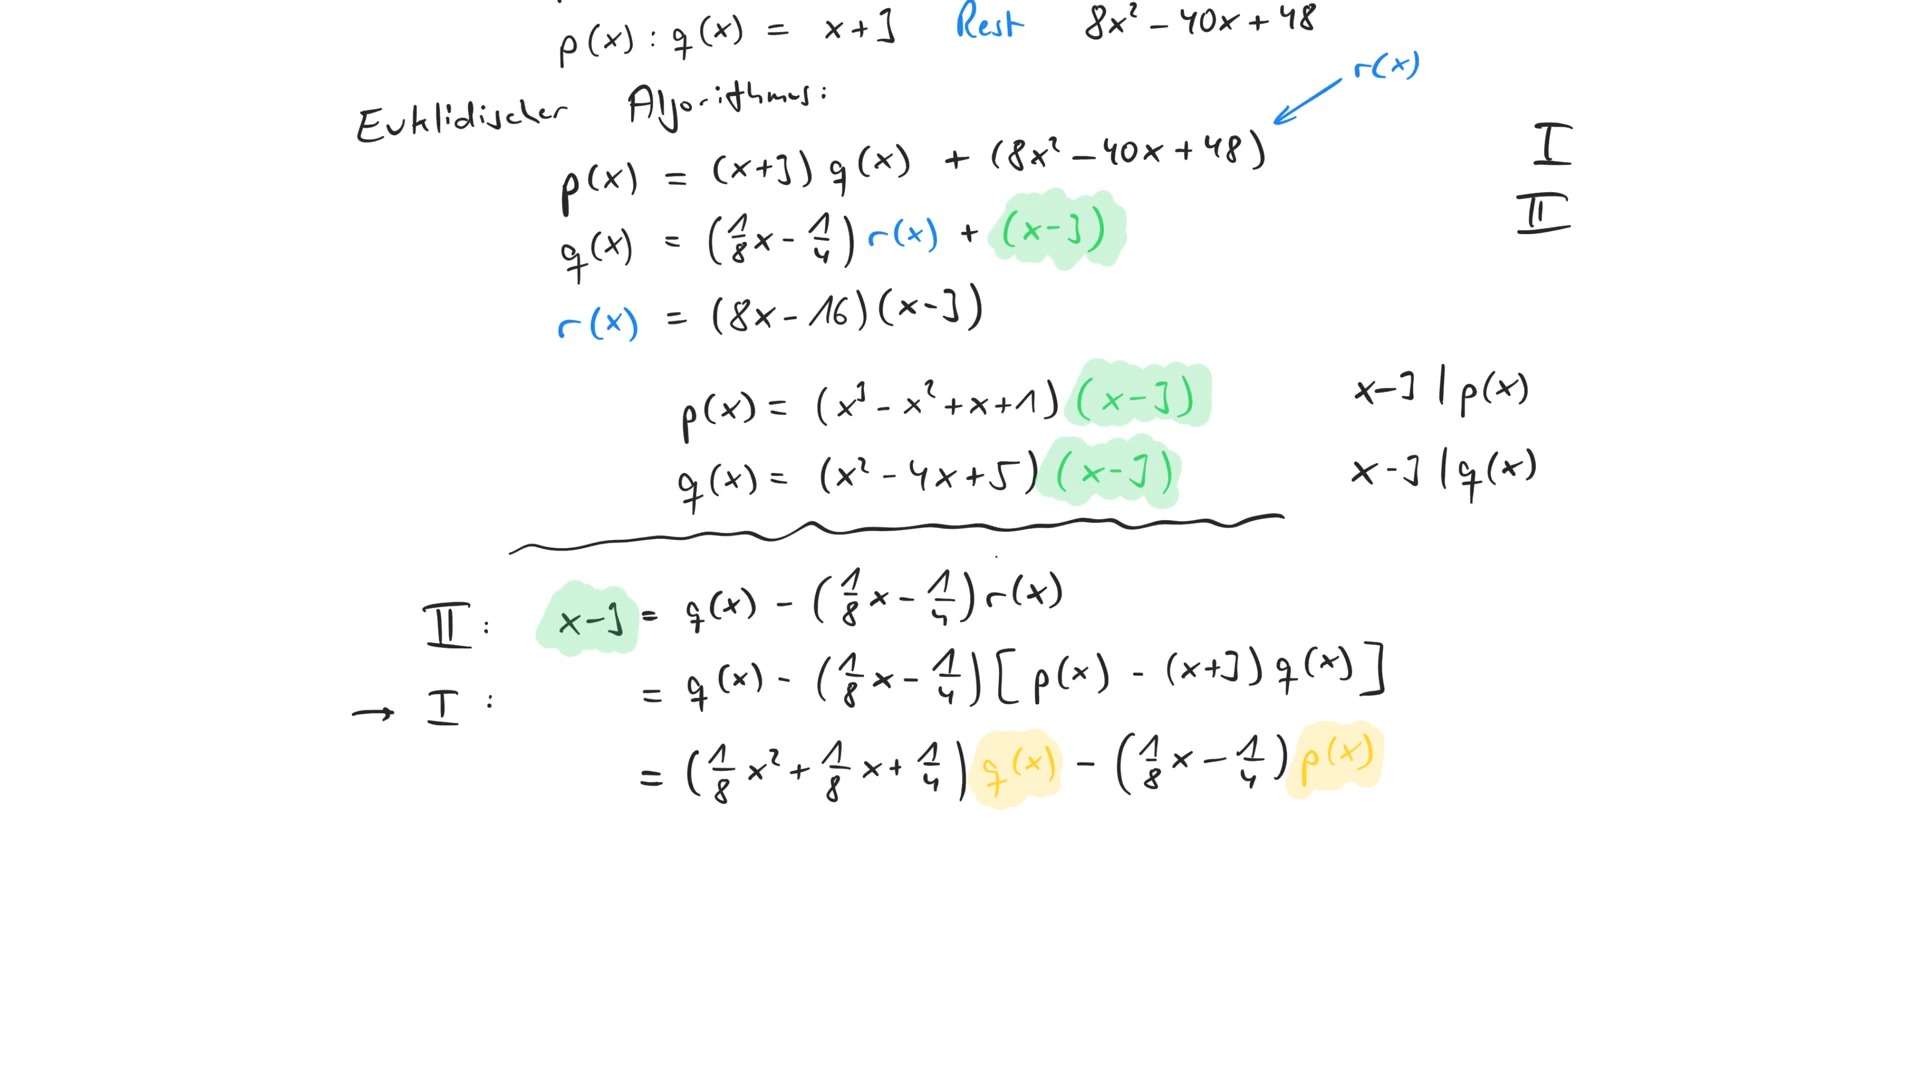 p(x) : q(x) = x+3 Rest 8x² - 40x + 48
r(x)
Euklidischer Algorithmus:
p(x) = (x+3) q(x) + (8x² - 40x + 48) I
q(x) = (1/8 x - 1/4) r(x) + (x-3) II
r(x) = (8x - 16)(x-3)
p(x) = (x³ - x² + x + 1)(x-3) x-3 | p(x)
q(x) = (x² - 4x + 5)(x-3) x-3 | q(x)
II: x-3 = q(x) - (1/8 x - 1/4) r(x)
→ I: = q(x) - (1/8 x - 1/4)[p(x) - (x+3) q(x)]
= (1/8 x² + 1/8 x + 1/4) q(x) - (1/8 x - 1/4) p(x)